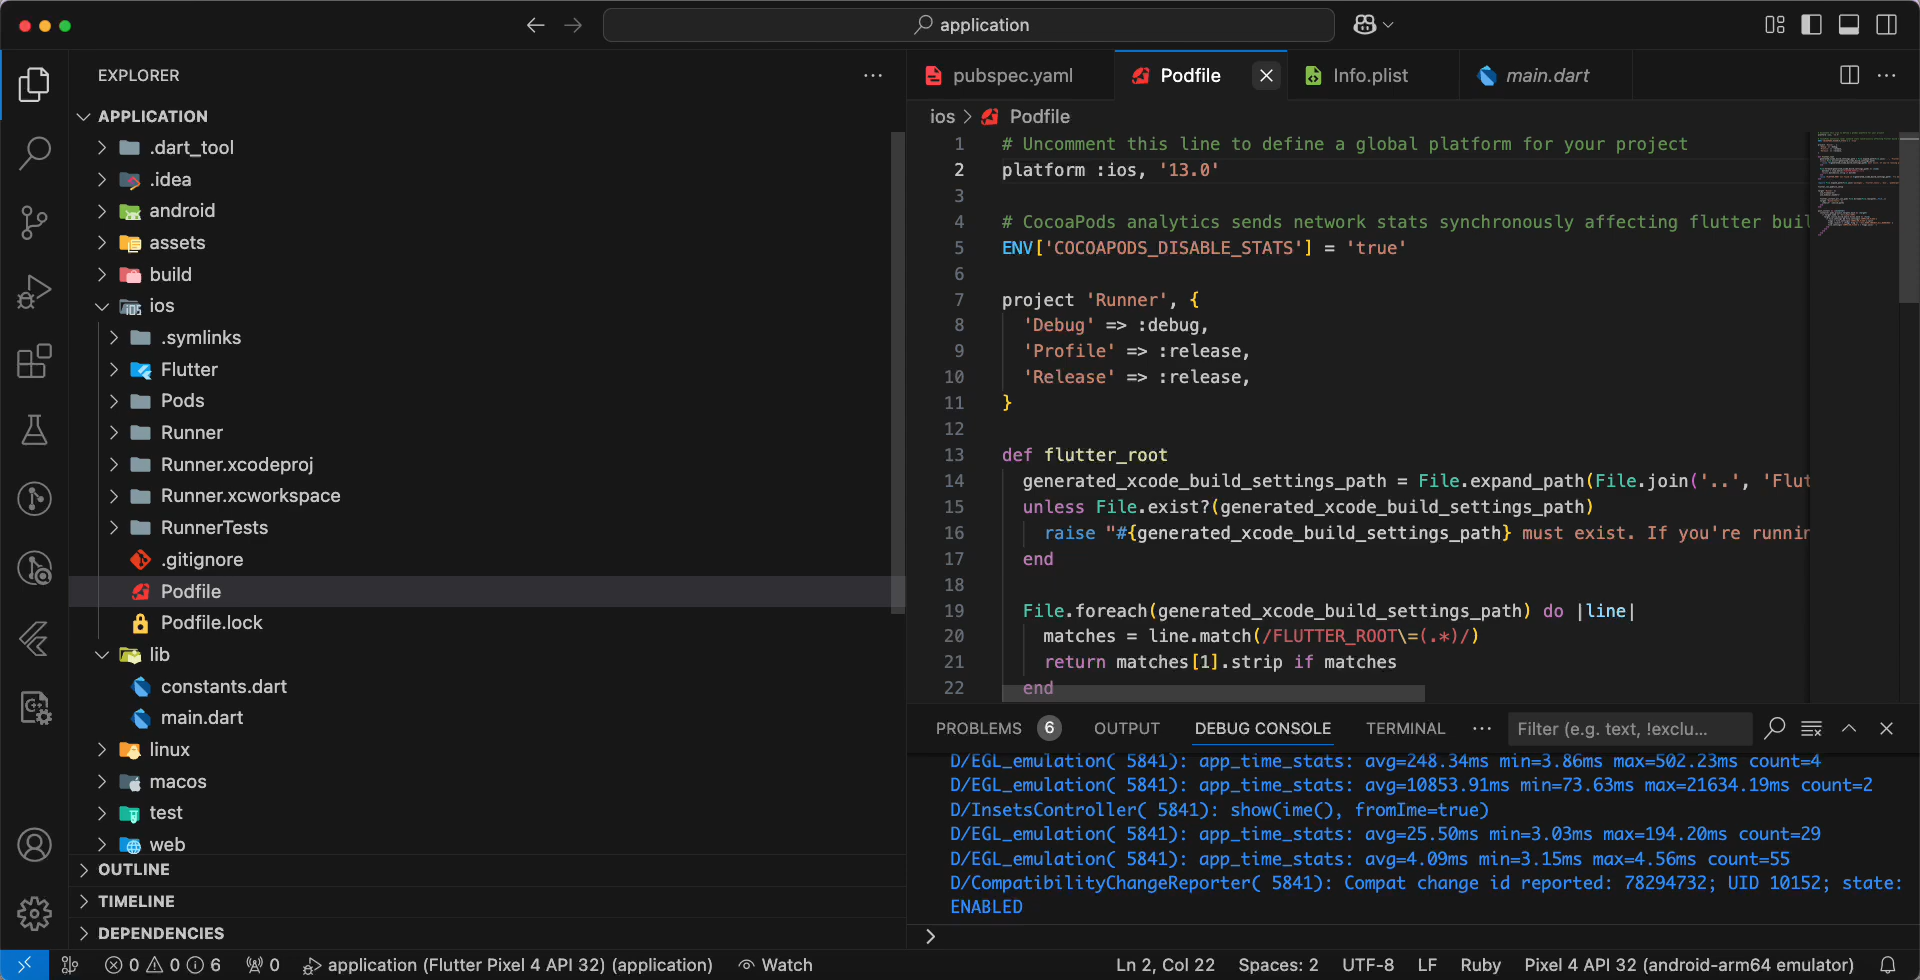 application
EXPLORER
APPLICATION
.dart_tool
.idea
android
assets
build
ios
.symlinks
Flutter
Pods
Runner
Runner.xcodeproj
Runner.xcworkspace
RunnerTests
.gitignore
Podfile
Podfile.lock
lib
constants.dart
main.dart
linux
macos
test
web
OUTLINE
TIMELINE
DEPENDENCIES
pubspec.yaml Podfile Info.plist main.dart
ios > Podfile
1 # Uncomment this line to define a global platform for your project
2 platform :ios, '13.0'
3
4 # CocoaPods analytics sends network stats synchronously affecting flutter buil
5 ENV['COCOAPODS_DISABLE_STATS'] = 'true'
6
7 project 'Runner', {
8 'Debug' => :debug,
9 'Profile' => :release,
10 'Release' => :release,
11 }
12
13 def flutter_root
14 generated_xcode_build_settings_path = File.expand_path(File.join('..', 'Flut
15 unless File.exist?(generated_xcode_build_settings_path)
16 raise "#{generated_xcode_build_settings_path} must exist. If you're runnin
17 end
18
19 File.foreach(generated_xcode_build_settings_path) do |line|
20 matches = line.match(/FLUTTER_ROOT\=(.*)/)
21 return matches[1].strip if matches
22 end
PROBLEMS 6 OUTPUT DEBUG CONSOLE TERMINAL ··· Filter (e.g. text, !exclu...
D/EGL_emulation( 5841): app_time_stats: avg=248.34ms min=3.86ms max=502.23ms count=4
D/EGL_emulation( 5841): app_time_stats: avg=10853.91ms min=73.63ms max=21634.19ms count=2
D/InsetsController( 5841): show(ime(), fromIme=true)
D/EGL_emulation( 5841): app_time_stats: avg=25.50ms min=3.03ms max=194.20ms count=29
D/EGL_emulation( 5841): app_time_stats: avg=4.09ms min=3.15ms max=4.56ms count=55
D/CompatibilityChangeReporter( 5841): Compat change id reported: 78294732; UID 10152; state:
ENABLED
>
0 0 6 0 application (Flutter Pixel 4 API 32) (application) Watch Ln 2, Col 22 Spaces: 2 UTF-8 LF Ruby Pixel 4 API 32 (android-arm64 emulator)